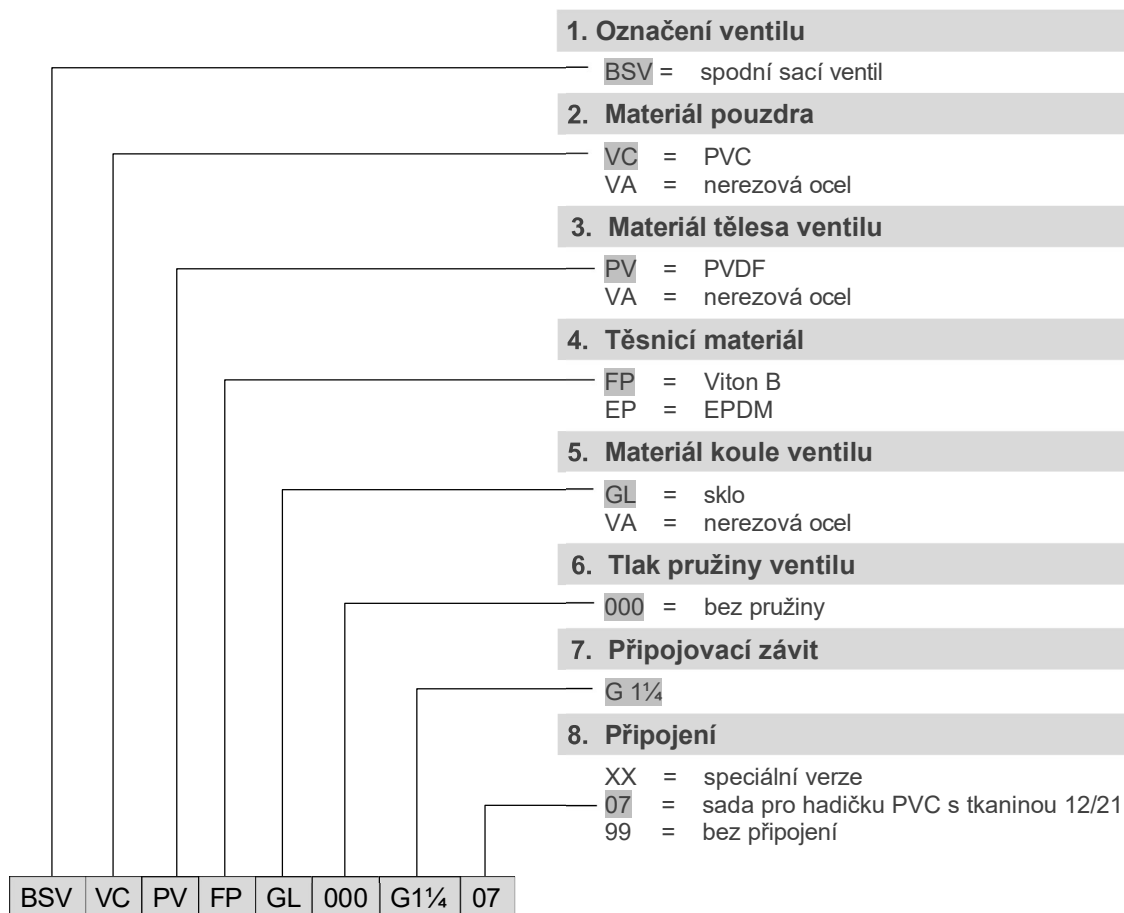 1. Označení ventilu
BSV = spodní sací ventil
2. Materiál pouzdra
VC = PVC
VA = nerezová ocel
3. Materiál tělesa ventilu
PV = PVDF
VA = nerezová ocel
4. Těsnicí materiál
FP = Viton B
EP = EPDM
5. Materiál koule ventilu
GL = sklo
VA = nerezová ocel
6. Tlak pružiny ventilu
000 = bez pružiny
7. Připojovací závit
G 1¼
8. Připojení
XX = speciální verze
07 = sada pro hadičku PVC s tkaninou 12/21
99 = bez připojení
BSV VC PV FP GL 000 G1¼ 07